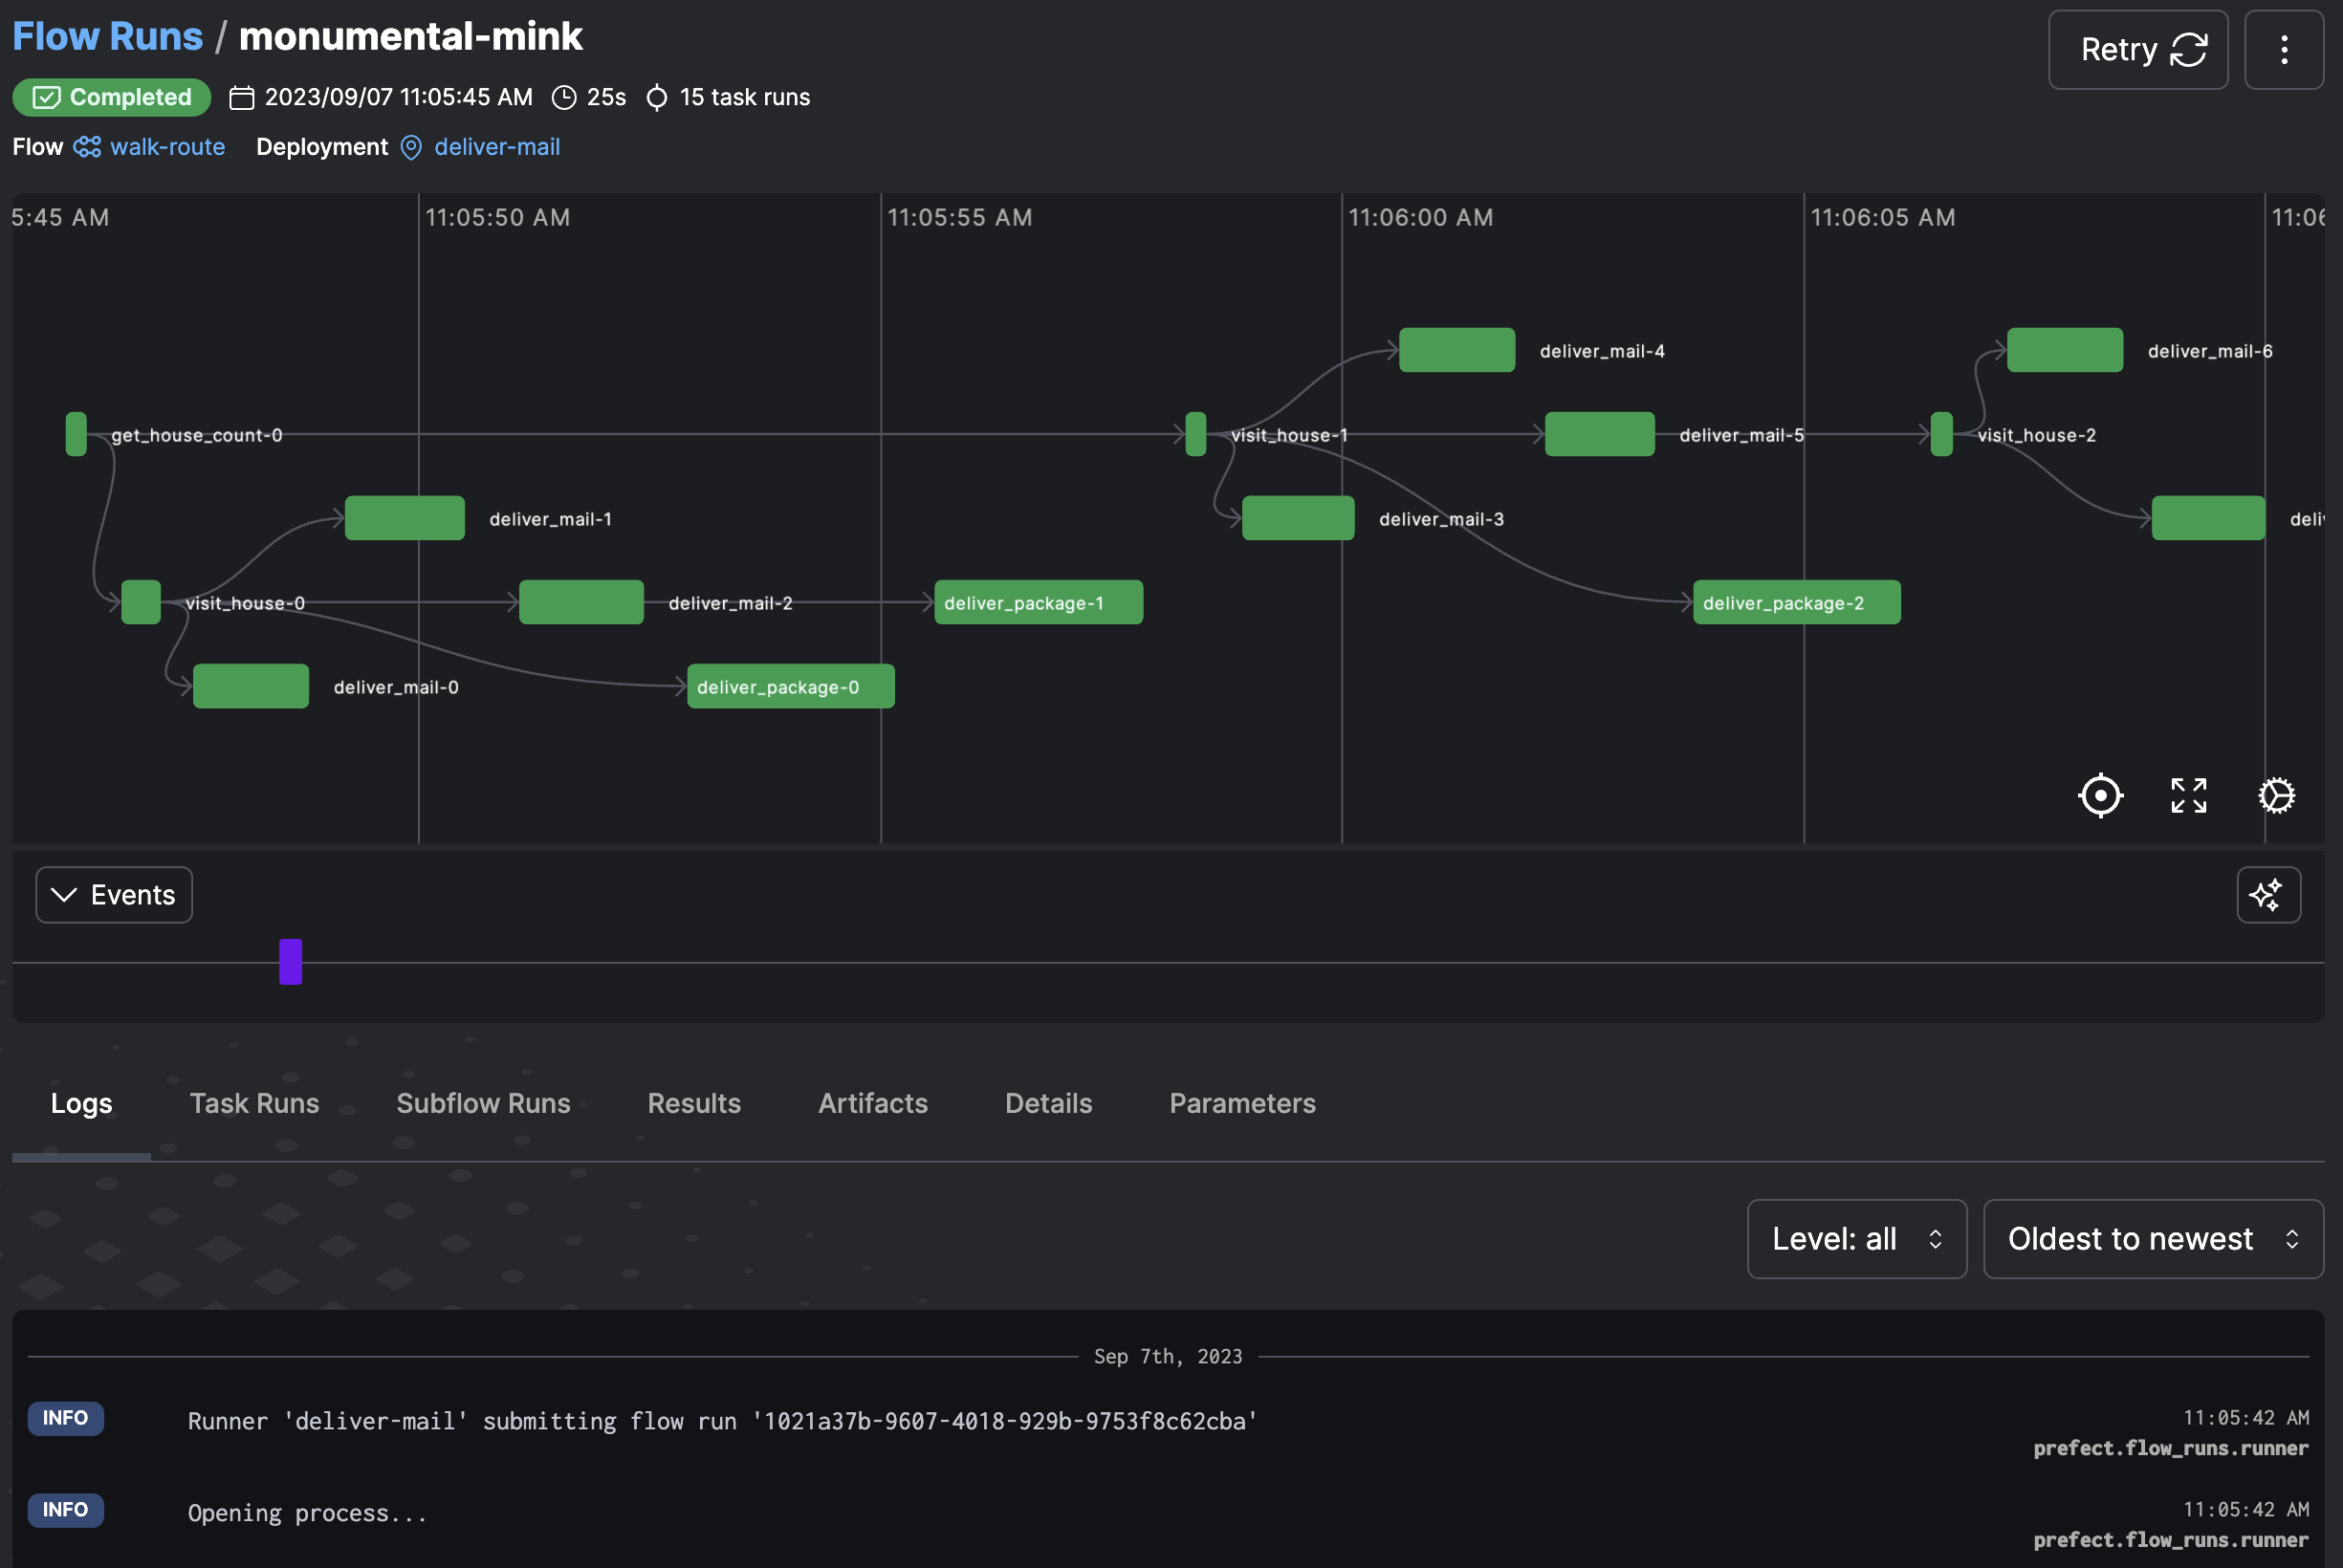 Flow Runs / monumental-mink
Retry
Completed 2023/09/07 11:05:45 AM 25s 15 task runs
Flow walk-route Deployment deliver-mail
5:45 AM 11:05:50 AM 11:05:55 AM 11:06:00 AM 11:06:05 AM 11:06
deliver_mail-4 deliver_mail-6
get_house_count-0 visit_house-1 deliver_mail-5 visit_house-2
deliver_mail-1 deliver_mail-3
visit_house-0 deliver_mail-2 deliver_package-1 deliver_package-2
deliver_mail-0 deliver_package-0
Events
Logs Task Runs Subflow Runs Results Artifacts Details Parameters
Level: all Oldest to newest
Sep 7th, 2023
INFO Runner 'deliver-mail' submitting flow run '1021a37b-9607-4018-929b-9753f8c62cba' 11:05:42 AM
prefect.flow_runs.runner
INFO Opening process... 11:05:42 AM
prefect.flow_runs.runner